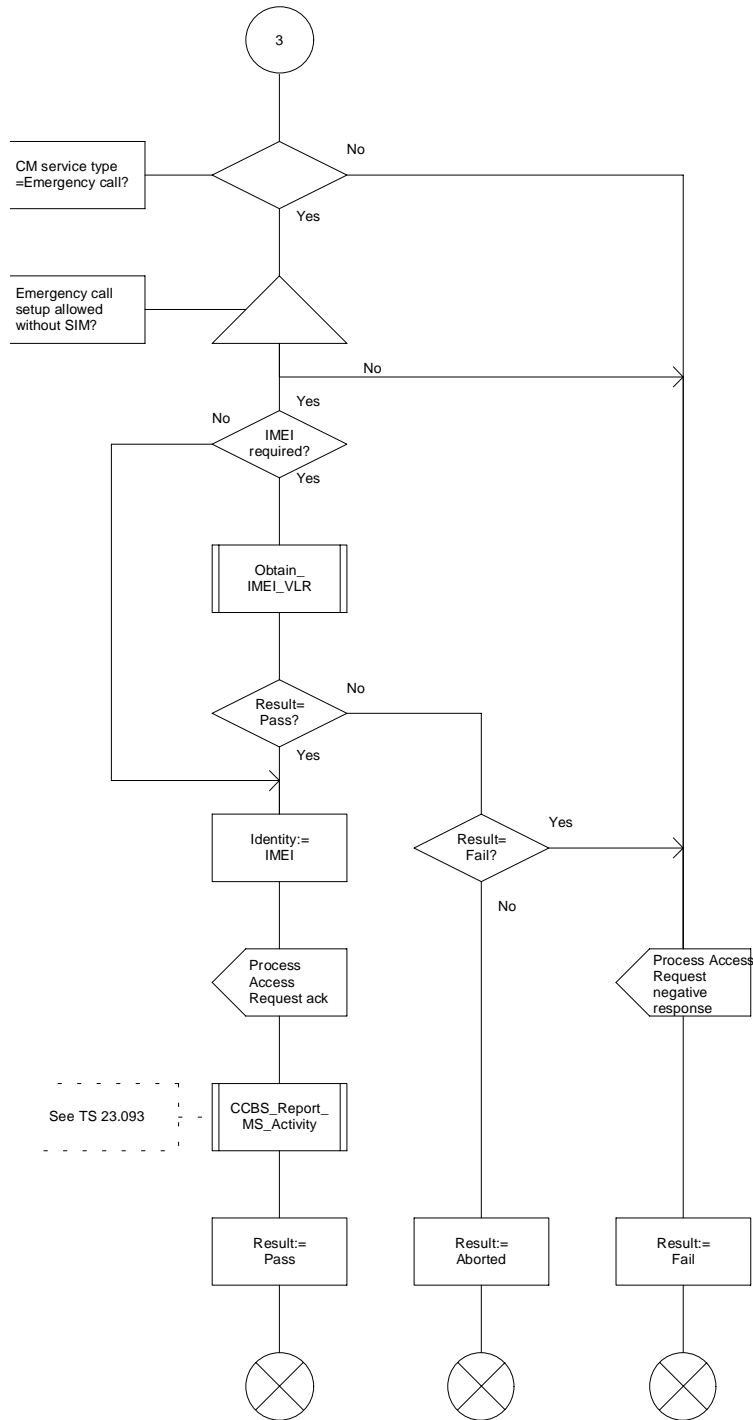 3
No
CM service type
=Emergency call?
Yes
Emergency call
setup allowed
without SIM?
No
Yes
No
IMEI
required?
Yes
Obtain_
IMEI_VLR
No
Result=
Pass?
Yes
Identity:=
IMEI
Result=
Fail?
Yes
No
Process
Access
Request ack
Process Access
Request
negative
response
See TS 23.093
CCBS_Report_
MS_Activity
Result:=
Pass
Result:=
Aborted
Result:=
Fail